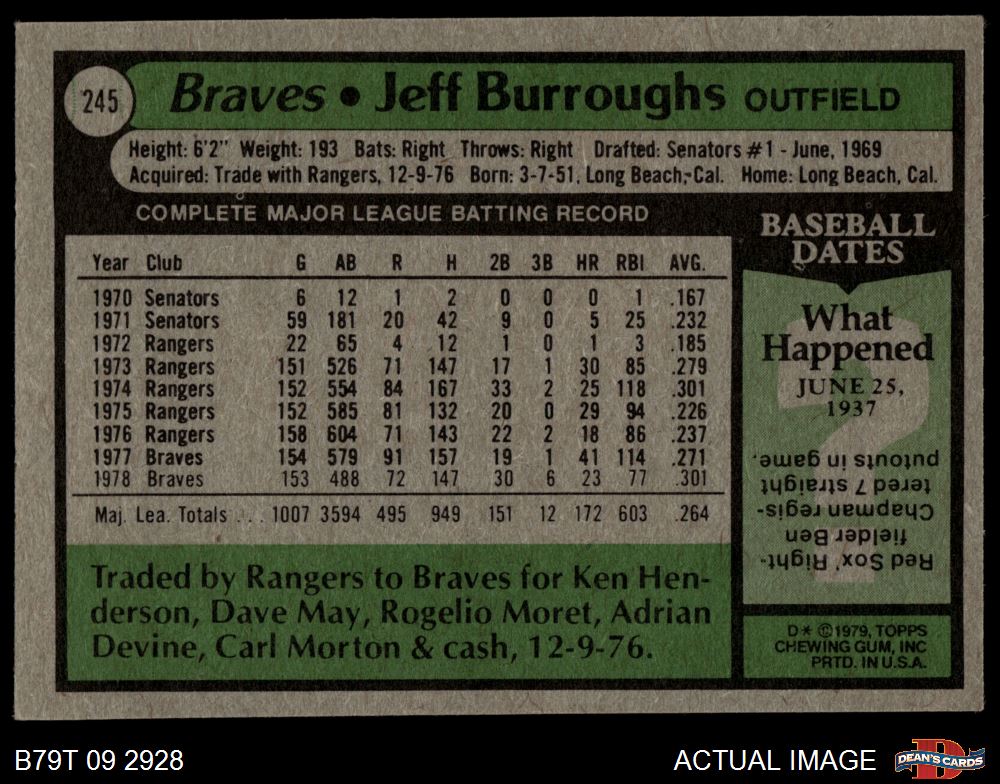 245
Braves • Jeff Burroughs OUTFIELD
Height: 6'2" Weight: 193 Bats: Right Throws: Right Drafted: Senators #1 - June, 1969
Acquired: Trade with Rangers, 12-9-76 Born: 3-7-51, Long Beach, Cal. Home: Long Beach, Cal.
COMPLETE MAJOR LEAGUE BATTING RECORD
Year Club G AB R H 2B 3B HR RBI AVG.
1970 Senators 6 12 1 2 0 0 0 1 .167
1971 Senators 59 181 20 42 9 0 5 25 .232
1972 Rangers 22 65 4 12 1 0 1 3 .185
1973 Rangers 151 526 71 147 17 1 30 85 .279
1974 Rangers 152 554 84 167 33 2 25 118 .301
1975 Rangers 152 585 81 132 20 0 29 94 .226
1976 Rangers 158 604 71 143 22 2 18 86 .237
1977 Braves 154 579 91 157 19 1 41 114 .271
1978 Braves 153 488 72 147 30 6 23 77 .301
Maj. Lea. Totals ... 1007 3594 495 949 151 12 172 603 .264
Traded by Rangers to Braves for Ken Hen-
derson, Dave May, Rogelio Moret, Adrian
Devine, Carl Morton & cash, 12-9-76.
BASEBALL
DATES
What
Happened
JUNE 25,
1937
?
Red Sox' Right-
fielder Ben
Chapman regis-
tered 7 straight
putouts in game.
D* ©1979, TOPPS
CHEWING GUM, INC
PRTD. IN U.S.A.
B79T 09 2928
ACTUAL IMAGE
D
DEAN'S CARDS